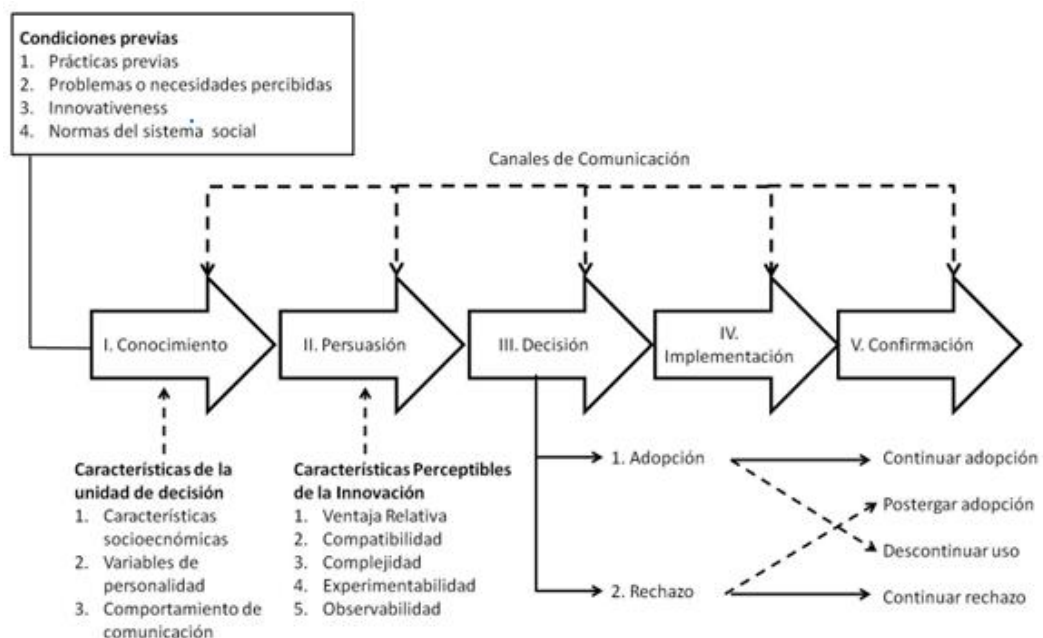 Condiciones previas
1. Prácticas previas
2. Problemas o necesidades percibidas
3. Innovativeness
4. Normas del sistema social
Canales de Comunicación
I. Conocimiento
II. Persuasión
III. Decisión
IV.
Implementación
V. Confirmación
Características de la
unidad de decisión
1. Características
socioecnómicas
2. Variables de
personalidad
3. Comportamiento de
comunicación
Características Perceptibles
de la Innovación
1. Ventaja Relativa
2. Compatibilidad
3. Complejidad
4. Experimentabilidad
5. Observabilidad
1. Adopción
2. Rechazo
Continuar adopción
Postergar adopción
Descontinuar uso
Continuar rechazo